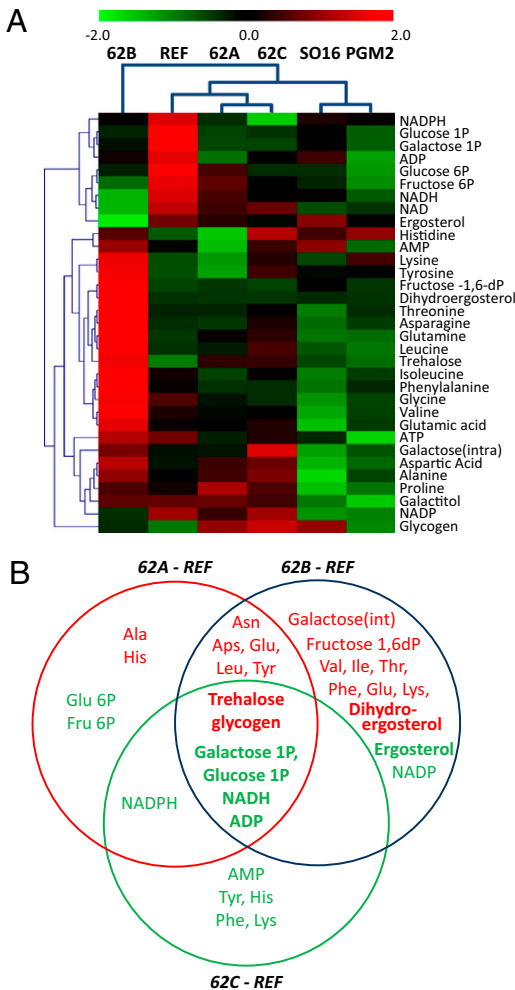 A
-2.0 0.0 2.0
62B REF 62A 62C SO16 PGM2
NADPH
Glucose 1P
Galactose 1P
ADP
Glucose 6P
Fructose 6P
NADH
NAD
Ergosterol
Histidine
AMP
Lysine
Tyrosine
Fructose -1,6-dP
Dihydroergosterol
Threonine
Asparagine
Glutamine
Leucine
Trehalose
Isoleucine
Phenylalanine
Glycine
Valine
Glutamic acid
ATP
Galactose(intra)
Aspartic Acid
Alanine
Proline
Galactitol
NADP
Glycogen
B
62A - REF
62B - REF
Ala
His
Glu 6P
Fru 6P
Asn
Aps, Glu,
Leu, Tyr
Galactose(int)
Fructose 1,6dP
Val, Ile, Thr,
Phe, Glu, Lys,
Dihydro-
ergosterol
Ergosterol
NADP
Trehalose
glycogen
Galactose 1P,
Glucose 1P
NADH
ADP
NADPH
AMP
Tyr, His
Phe, Lys
62C - REF